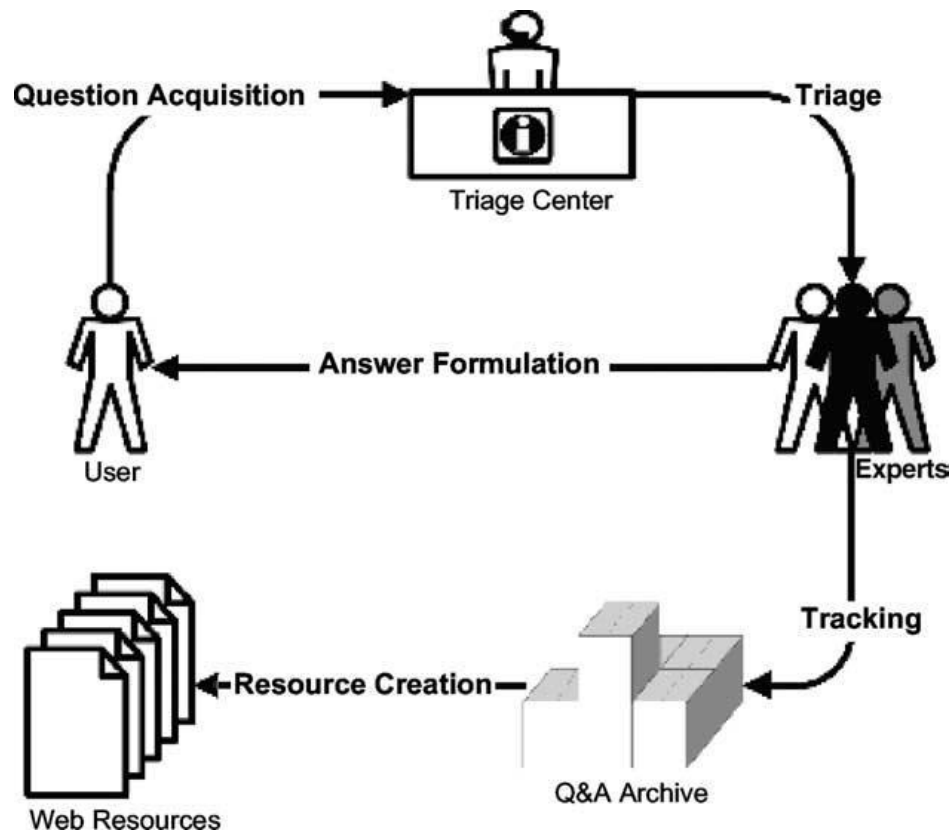 Question Acquisition
Triage
Triage Center
Answer Formulation
User
Experts
Tracking
Resource Creation
Q&A Archive
Web Resources